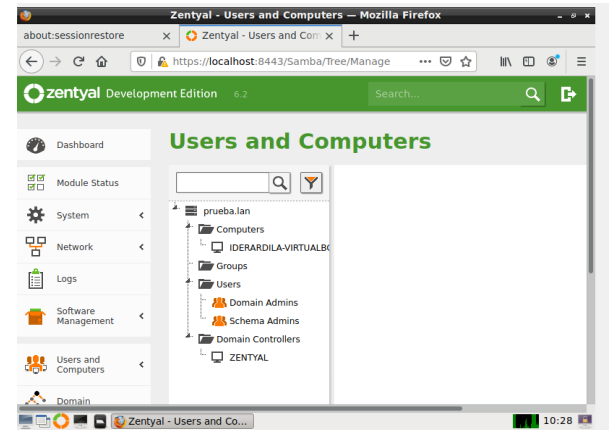 Zentyal - Users and Computers — Mozilla Firefox
about:sessionrestore
Zentyal - Users and Com
https://localhost:8443/Samba/Tree/Manage
zentyal Development Edition 6.2
Search...
Dashboard
Users and Computers
Module Status
System
prueba.lan
Computers
Network
IDERARDILA-VIRTUALBO
Groups
Logs
Users
Domain Admins
Software
Management
Schema Admins
Domain Controllers
Users and
Computers
ZENTYAL
Domain
Zentyal - Users and Co...
10:28